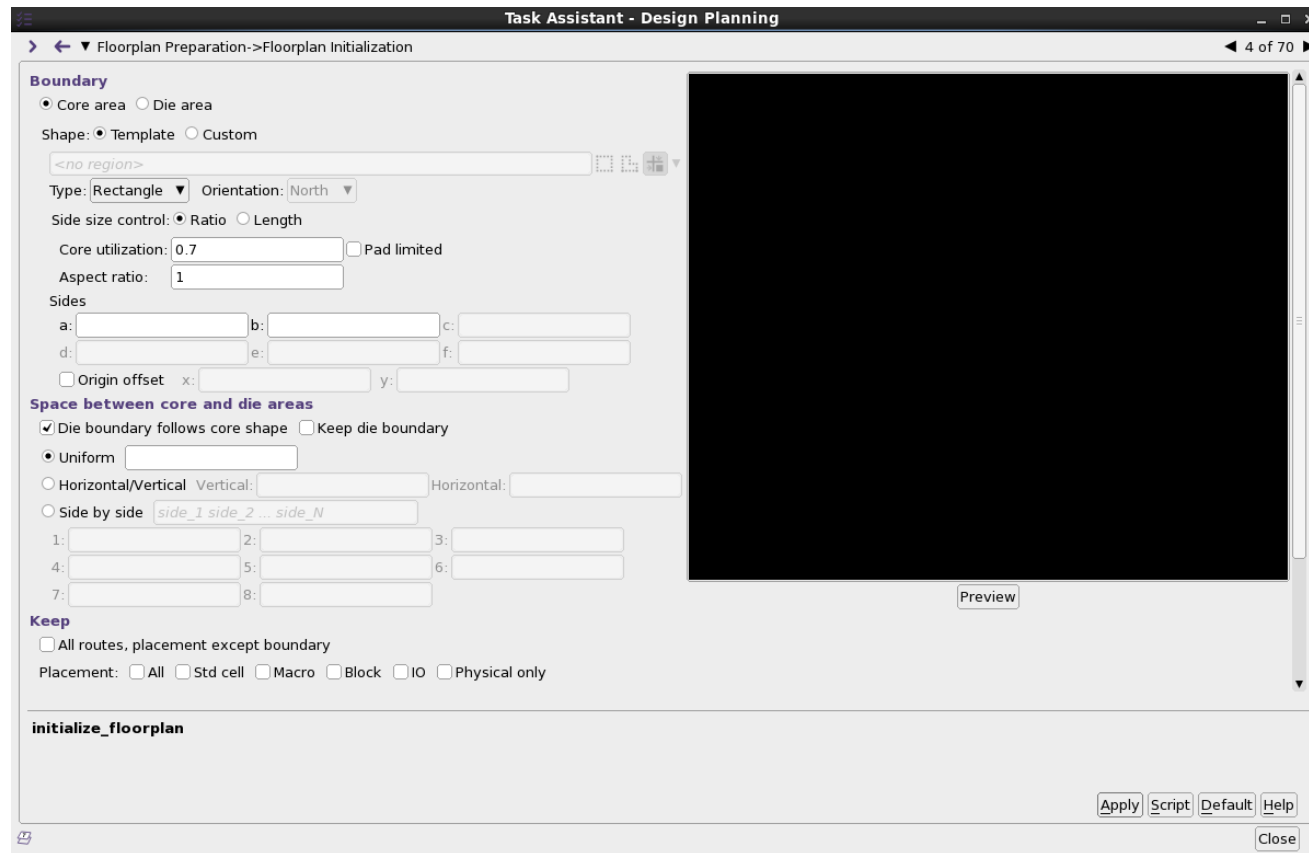 Task Assistant - Design Planning
Floorplan Preparation->Floorplan Initialization
4 of 70
Boundary
Core area Die area
Shape: Template Custom
<no region>
Type: Rectangle Orientation: North
Side size control: Ratio Length
Core utilization: 0.7 Pad limited
Aspect ratio: 1
Sides
a: b: c:
d: e: f:
Origin offset x: y:
Space between core and die areas
Die boundary follows core shape Keep die boundary
Uniform
Horizontal/Vertical Vertical: Horizontal:
Side by side side_1 side_2 ... side_N
1: 2: 3:
4: 5: 6:
7: 8:
Preview
Keep
All routes, placement except boundary
Placement: All Std cell Macro Block IO Physical only
initialize_floorplan
Apply Script Default Help
Close